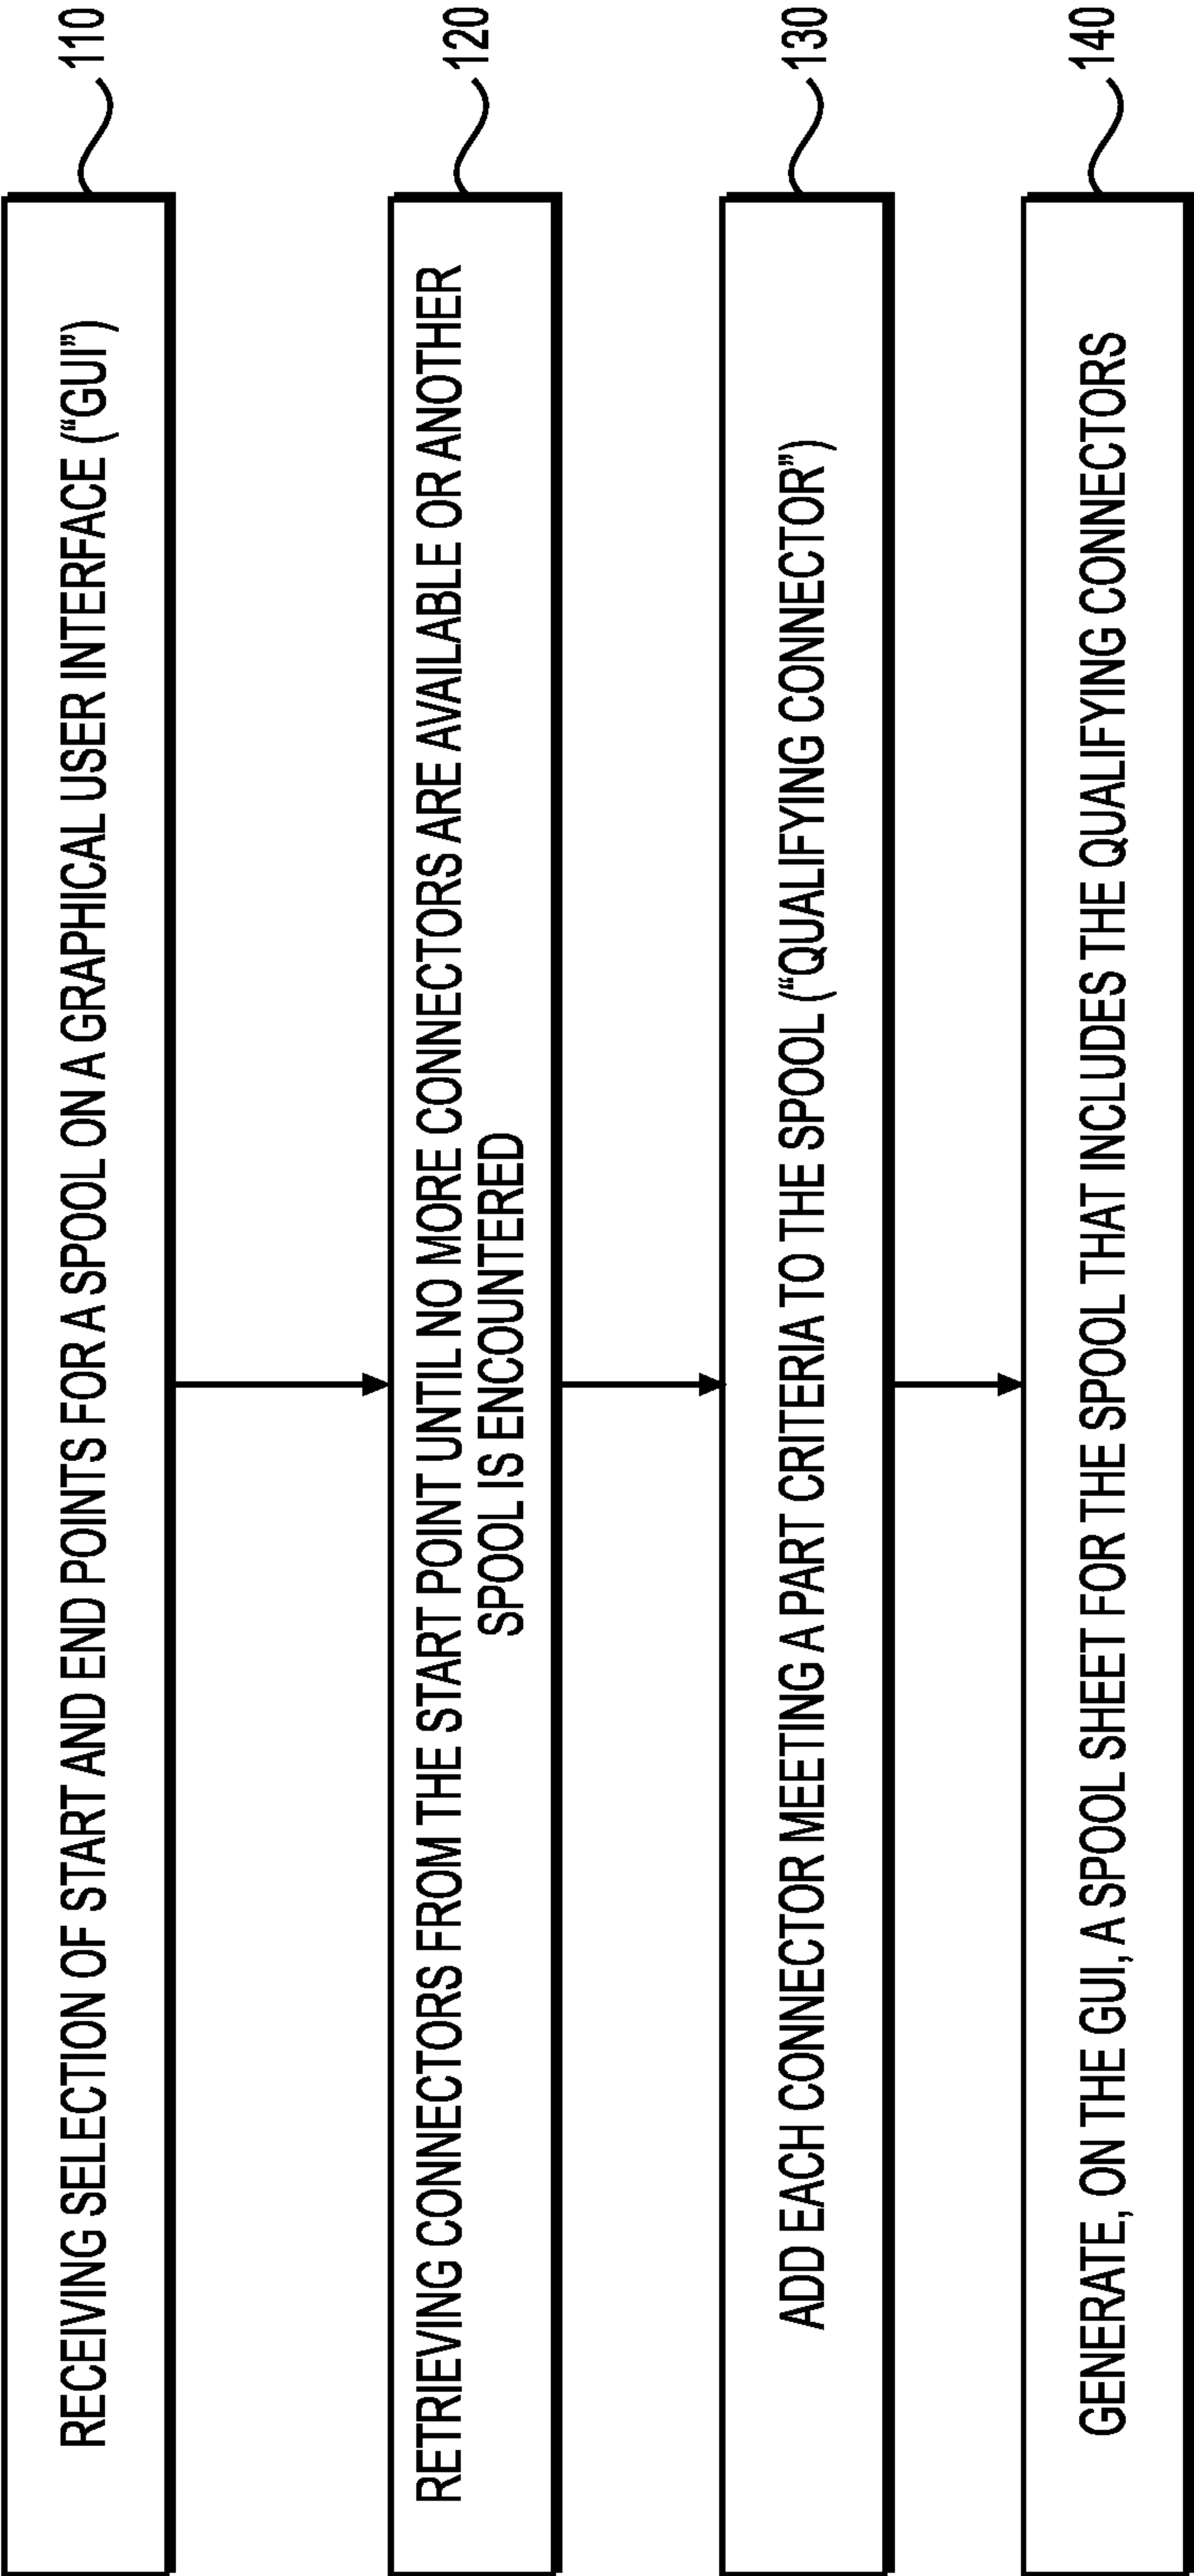 RECEIVING SELECTION OF START AND END POINTS FOR A SPOOL ON A GRAPHICAL USER INTERFACE (“GUI”)
110
RETRIEVING CONNECTORS FROM THE START POINT UNTIL NO MORE CONNECTORS ARE AVAILABLE OR ANOTHER
SPOOL IS ENCOUNTERED
120
ADD EACH CONNECTOR MEETING A PART CRITERIA TO THE SPOOL (“QUALIFYING CONNECTOR”)
130
GENERATE, ON THE GUI, A SPOOL SHEET FOR THE SPOOL THAT INCLUDES THE QUALIFYING CONNECTORS
140